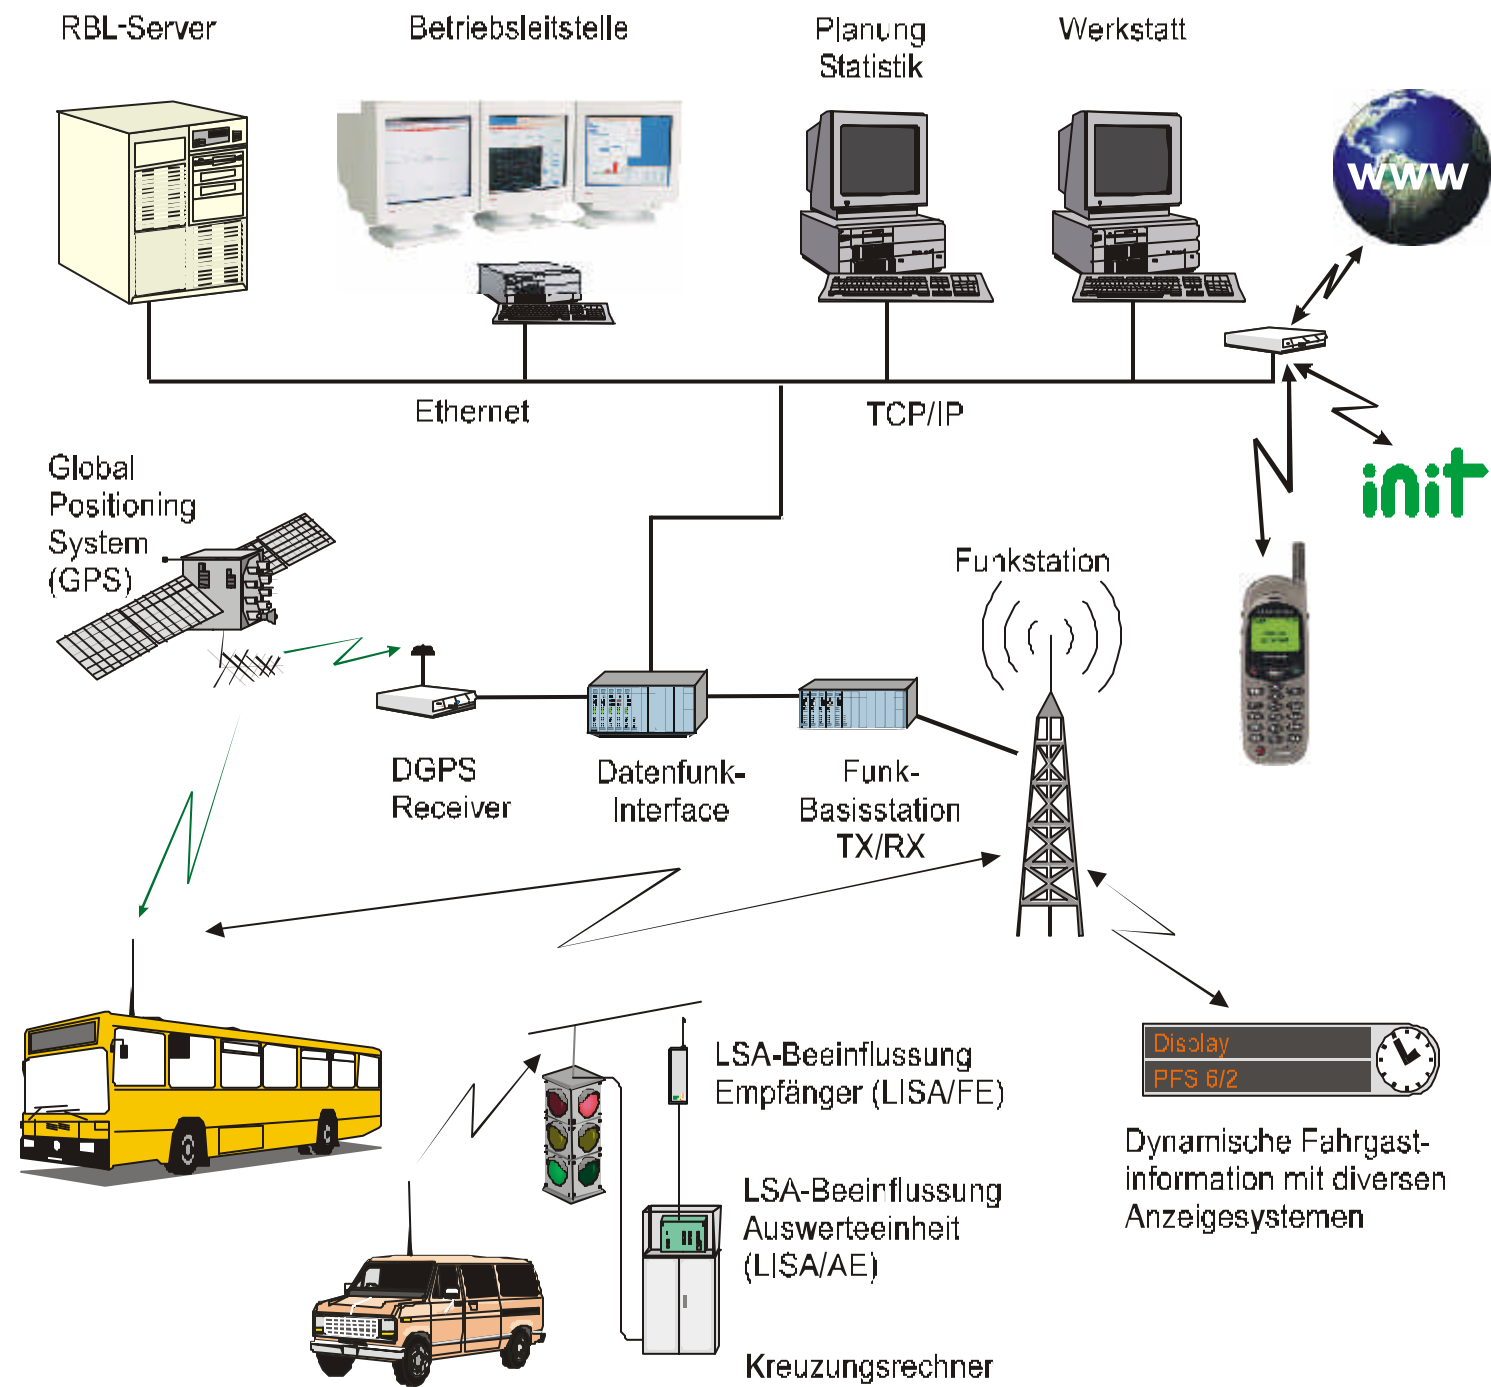 RBL-Server
Betriebsleitstelle
Planung
Statistik
Werkstatt
www
Ethernet
TCP/IP
init
Global
Positioning
System
(GPS)
Funkstation
DGPS
Receiver
Datenfunk-
Interface
Funk-
Basisstation
TX/RX
Display
PFS 6/2
LSA-Beeinflussung
Empfänger (LISA/FE)
Dynamische Fahrgast-
information mit diversen
Anzeigesystemen
LSA-Beeinflussung
Auswerteeinheit
(LISA/AE)
Kreuzungsrechner